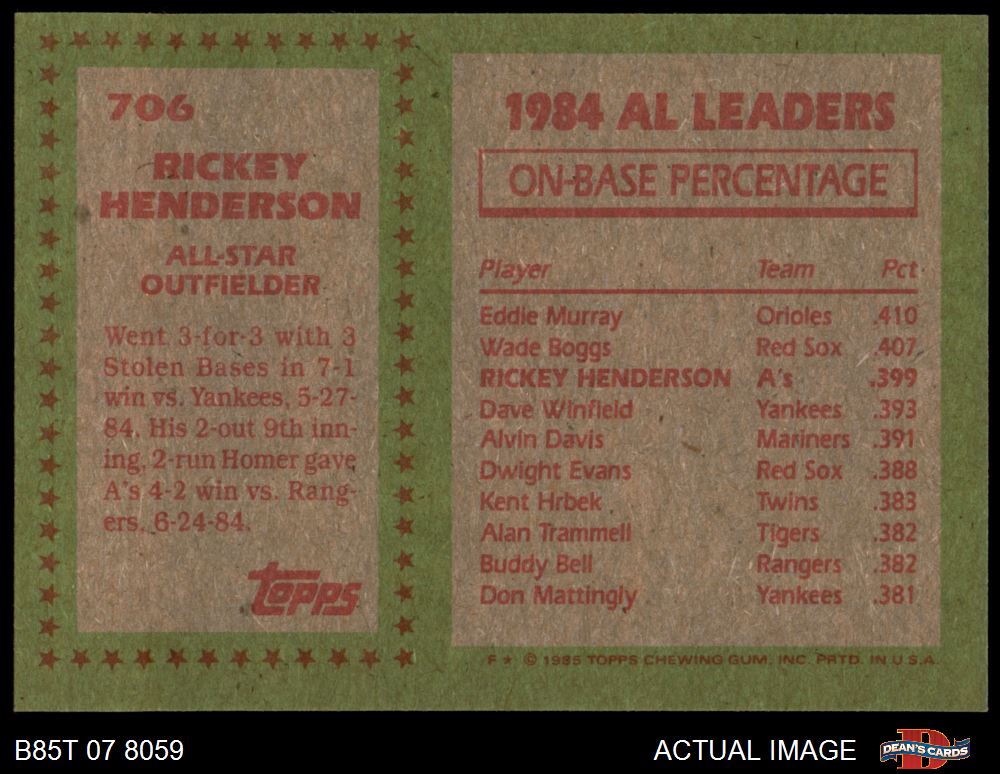 706
RICKEY
HENDERSON
ALL-STAR
OUTFIELDER
Went 3-for-3 with 3
Stolen Bases in 7-1
win vs. Yankees, 5-27-
84. His 2-out 9th inn-
ing, 2-run Homer gave
A's 4-2 win vs. Rang-
ers, 6-24-84.
topps
1984 AL LEADERS
ON-BASE PERCENTAGE
Player Team Pct.
Eddie Murray Orioles .410
Wade Boggs Red Sox .407
RICKEY HENDERSON A's .399
Dave Winfield Yankees .393
Alvin Davis Mariners .391
Dwight Evans Red Sox .388
Kent Hrbek Twins .383
Alan Trammell Tigers .382
Buddy Bell Rangers .382
Don Mattingly Yankees .381
F★ © 1985 TOPPS CHEWING GUM, INC. PRTD. IN U.S.A.
B85T 07 8059
ACTUAL IMAGE
DEAN'S CARDS